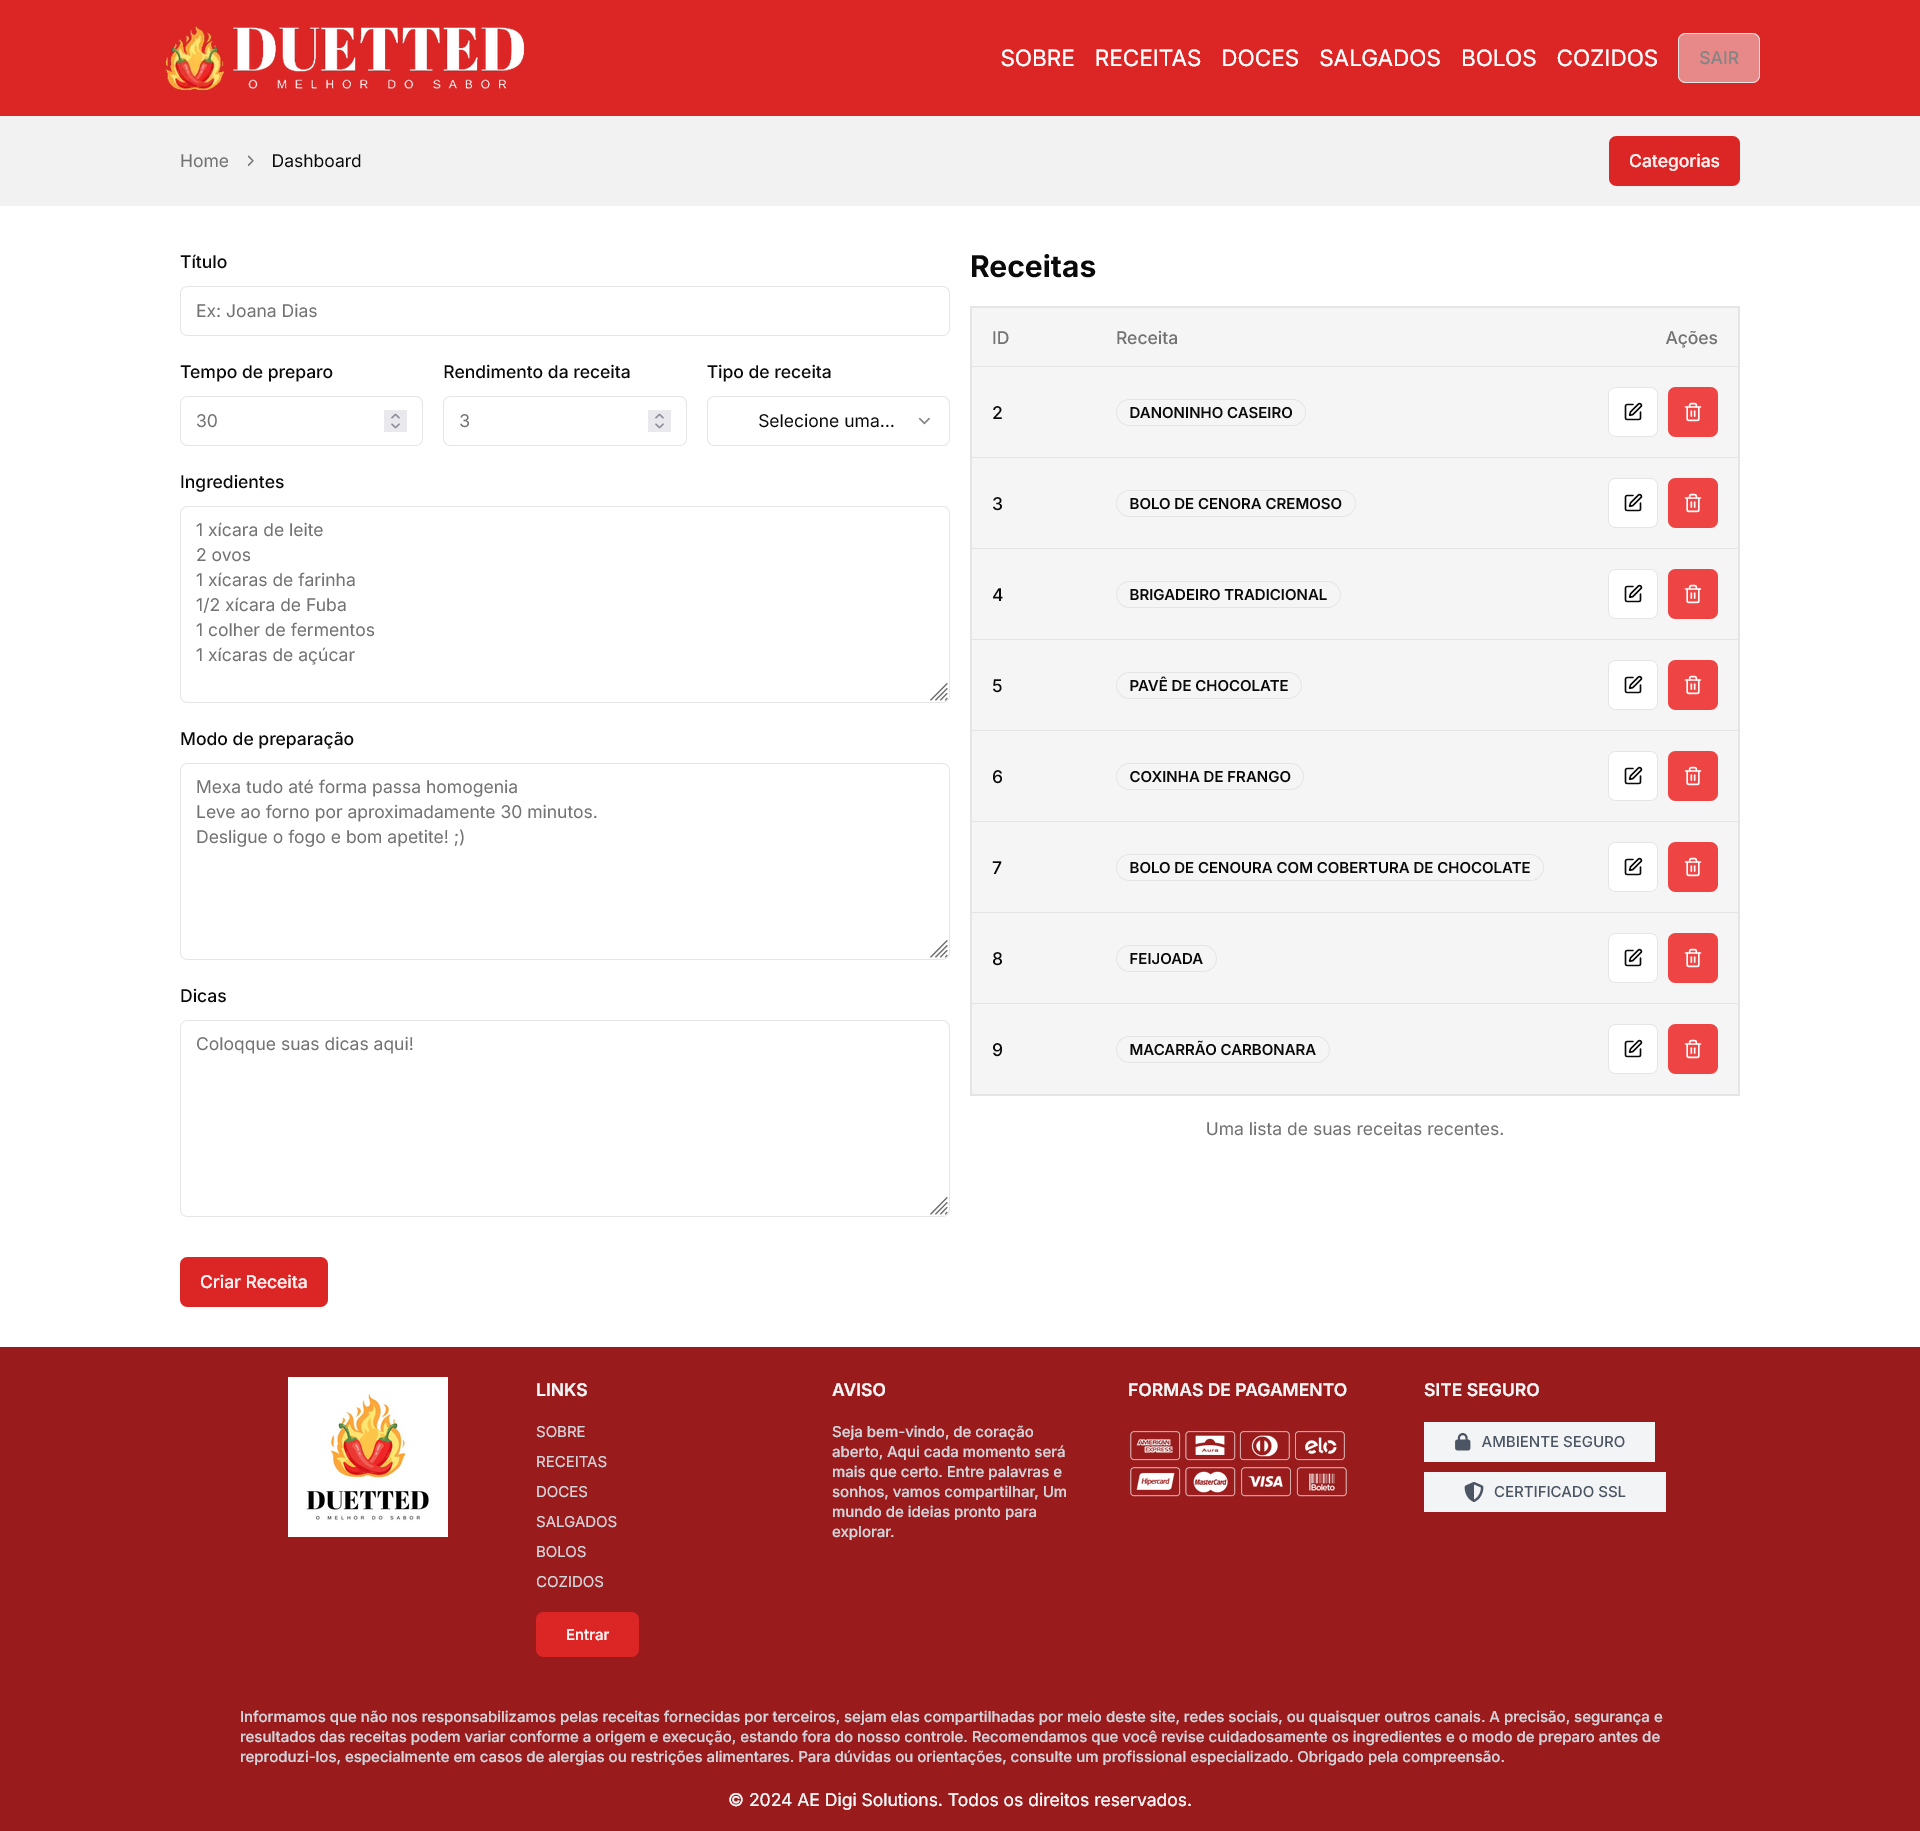 DUETTED
O MELHOR DO SABOR
SOBRE RECEITAS DOCES SALGADOS BOLOS COZIDOS SAIR
Home Dashboard
Categorias
Título
Ex: Joana Dias
Tempo de preparo Rendimento da receita Tipo de receita
30 3 Selecione uma...
Ingredientes
1 xícara de leite
2 ovos
1 xícaras de farinha
1/2 xícara de Fuba
1 colher de fermentos
1 xícaras de açúcar
Modo de preparação
Mexa tudo até forma passa homogenia
Leve ao forno por aproximadamente 30 minutos.
Desligue o fogo e bom apetite! ;)
Dicas
Coloqque suas dicas aqui!
Criar Receita
Receitas
ID Receita Ações
2 DANONINHO CASEIRO
3 BOLO DE CENORA CREMOSO
4 BRIGADEIRO TRADICIONAL
5 PAVÊ DE CHOCOLATE
6 COXINHA DE FRANGO
7 BOLO DE CENOURA COM COBERTURA DE CHOCOLATE
8 FEIJOADA
9 MACARRÃO CARBONARA
Uma lista de suas receitas recentes.
DUETTED
O MELHOR DO SABOR
LINKS
SOBRE
RECEITAS
DOCES
SALGADOS
BOLOS
COZIDOS
Entrar
AVISO
Seja bem-vindo, de coração
aberto, Aqui cada momento será
mais que certo. Entre palavras e
sonhos, vamos compartilhar, Um
mundo de ideias pronto para
explorar.
FORMAS DE PAGAMENTO
AMERICAN EXPRESS Aura elo
Hipercard MasterCard VISA Boleto
SITE SEGURO
AMBIENTE SEGURO
CERTIFICADO SSL
Informamos que não nos responsabilizamos pelas receitas fornecidas por terceiros, sejam elas compartilhadas por meio deste site, redes sociais, ou quaisquer outros canais. A precisão, segurança e
resultados das receitas podem variar conforme a origem e execução, estando fora do nosso controle. Recomendamos que você revise cuidadosamente os ingredientes e o modo de preparo antes de
reproduzi-los, especialmente em casos de alergias ou restrições alimentares. Para dúvidas ou orientações, consulte um profissional especializado. Obrigado pela compreensão.
© 2024 AE Digi Solutions. Todos os direitos reservados.